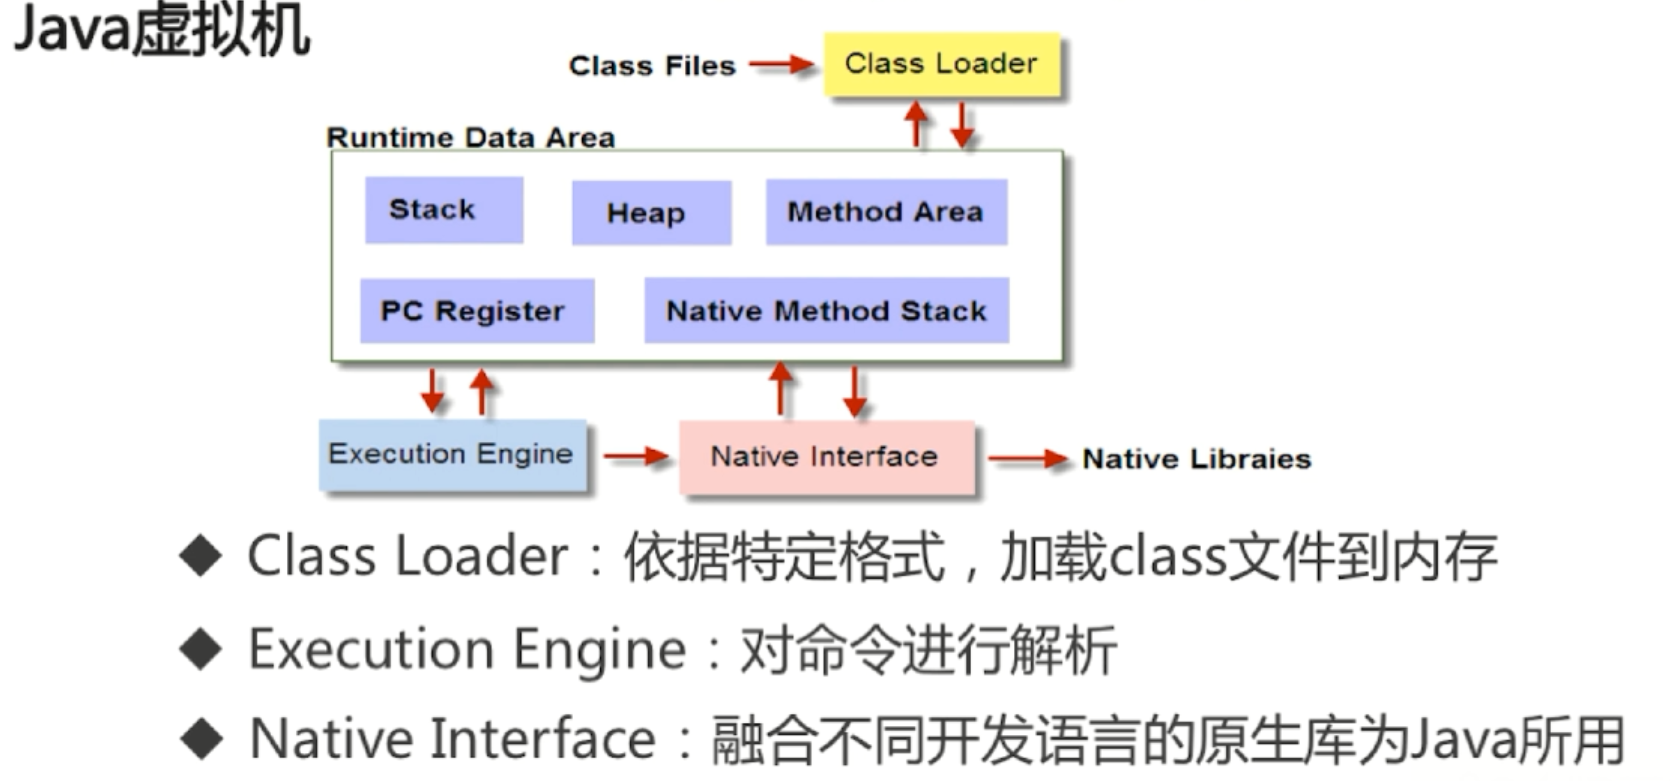 Java虚拟机
Class Files
Class Loader
Runtime Data Area
Stack
Heap
Method Area
PC Register
Native Method Stack
Execution Engine
Native Interface
Native Libraies
◆ Class Loader：依据特定格式，加载class文件到内存
◆ Execution Engine：对命令进行解析
◆ Native Interface：融合不同开发语言的原生库为Java所用